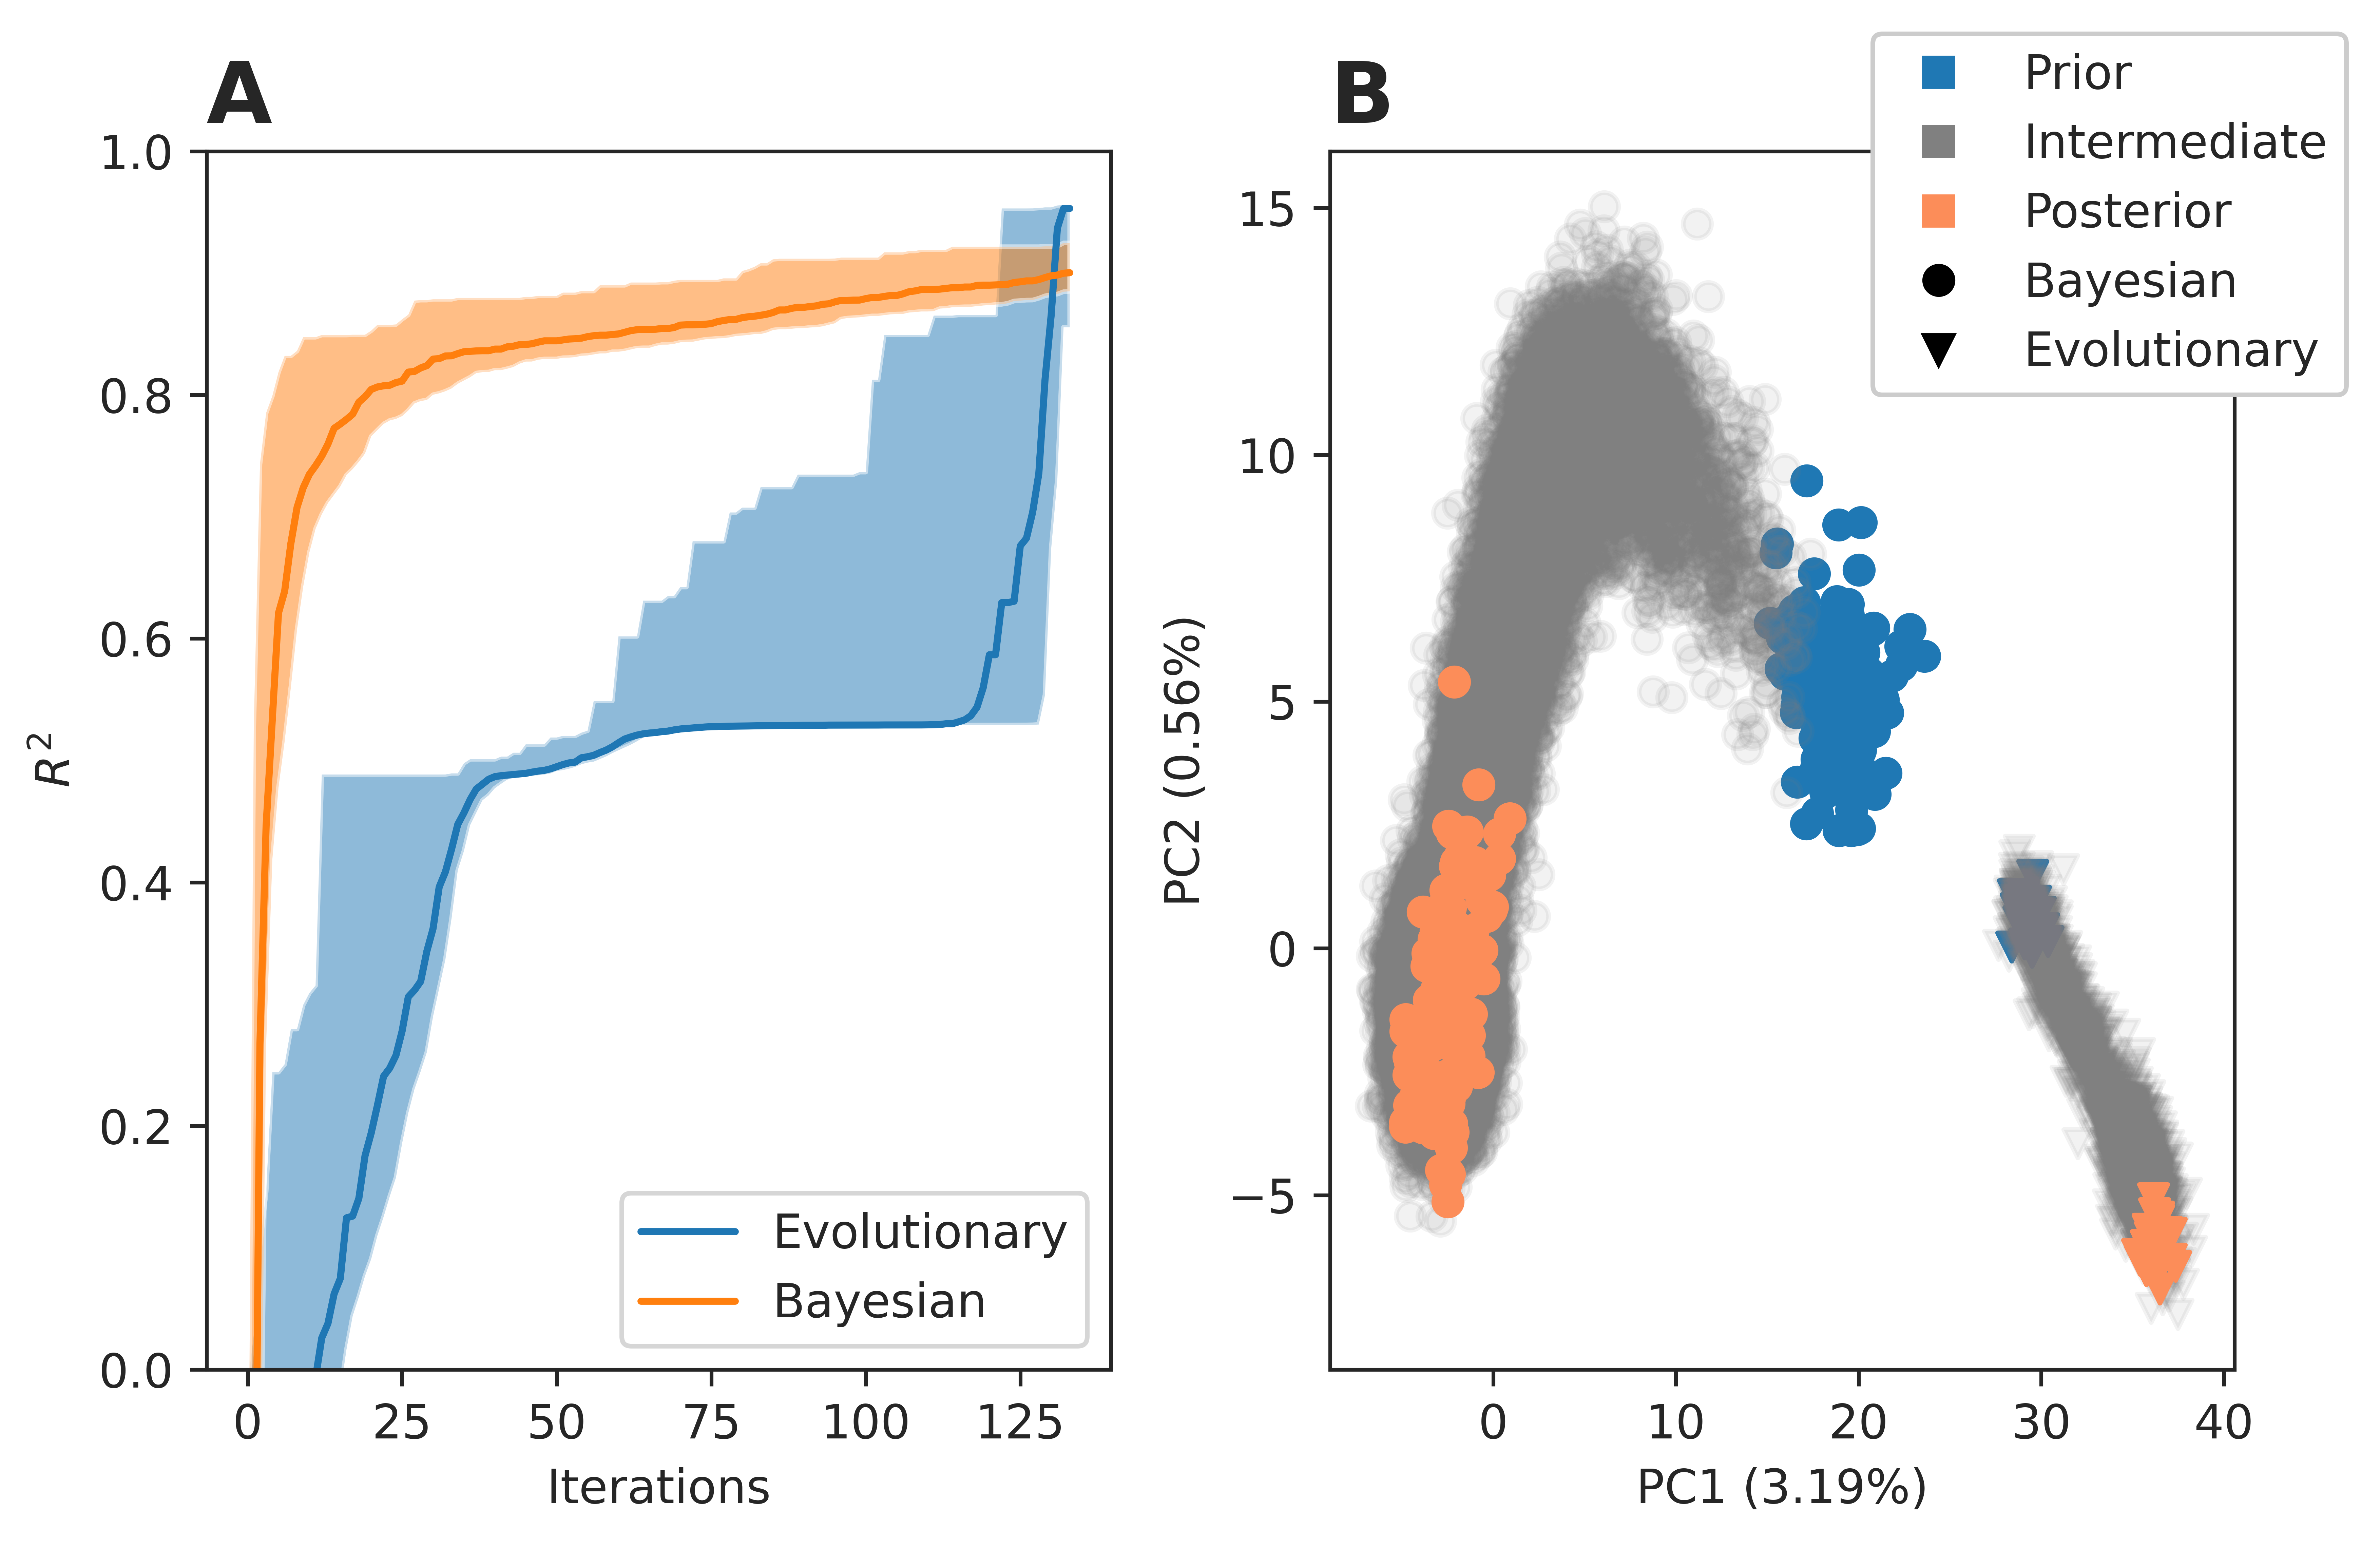 A
1.0
0.8
0.6
0.4
0.2
0.0
R²
0 25 50 75 100 125
Iterations
Evolutionary
Bayesian
B
15
10
5
0
−5
PC2 (0.56%)
0 10 20 30 40
PC1 (3.19%)
Prior
Intermediate
Posterior
Bayesian
Evolutionary